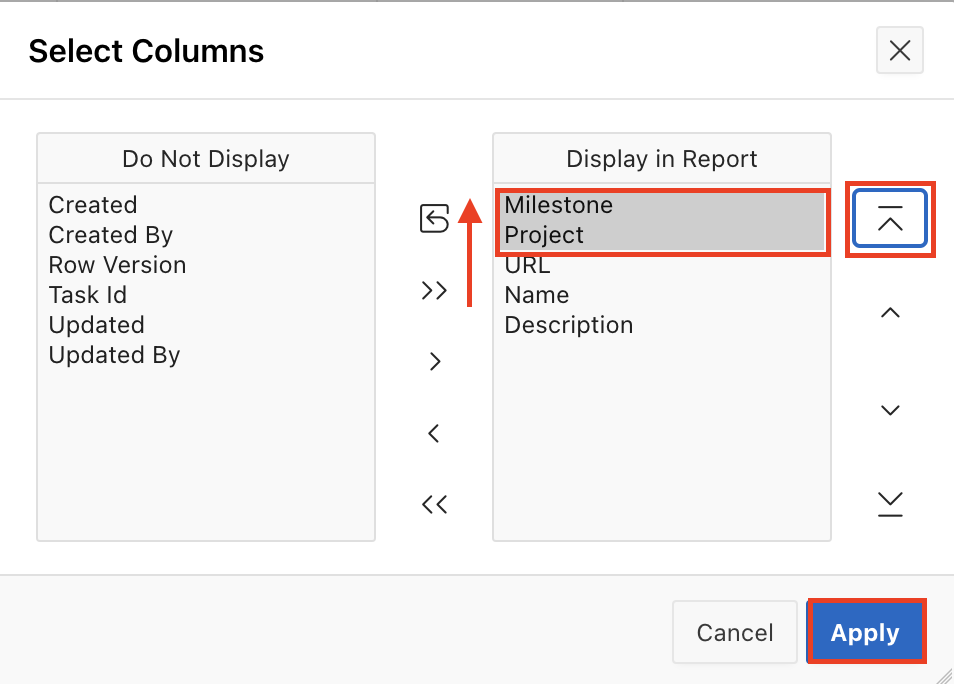 Select Columns
Do Not Display
Created
Created By
Row Version
Task Id
Updated
Updated By
Display in Report
Milestone
Project
URL
Name
Description
Cancel
Apply